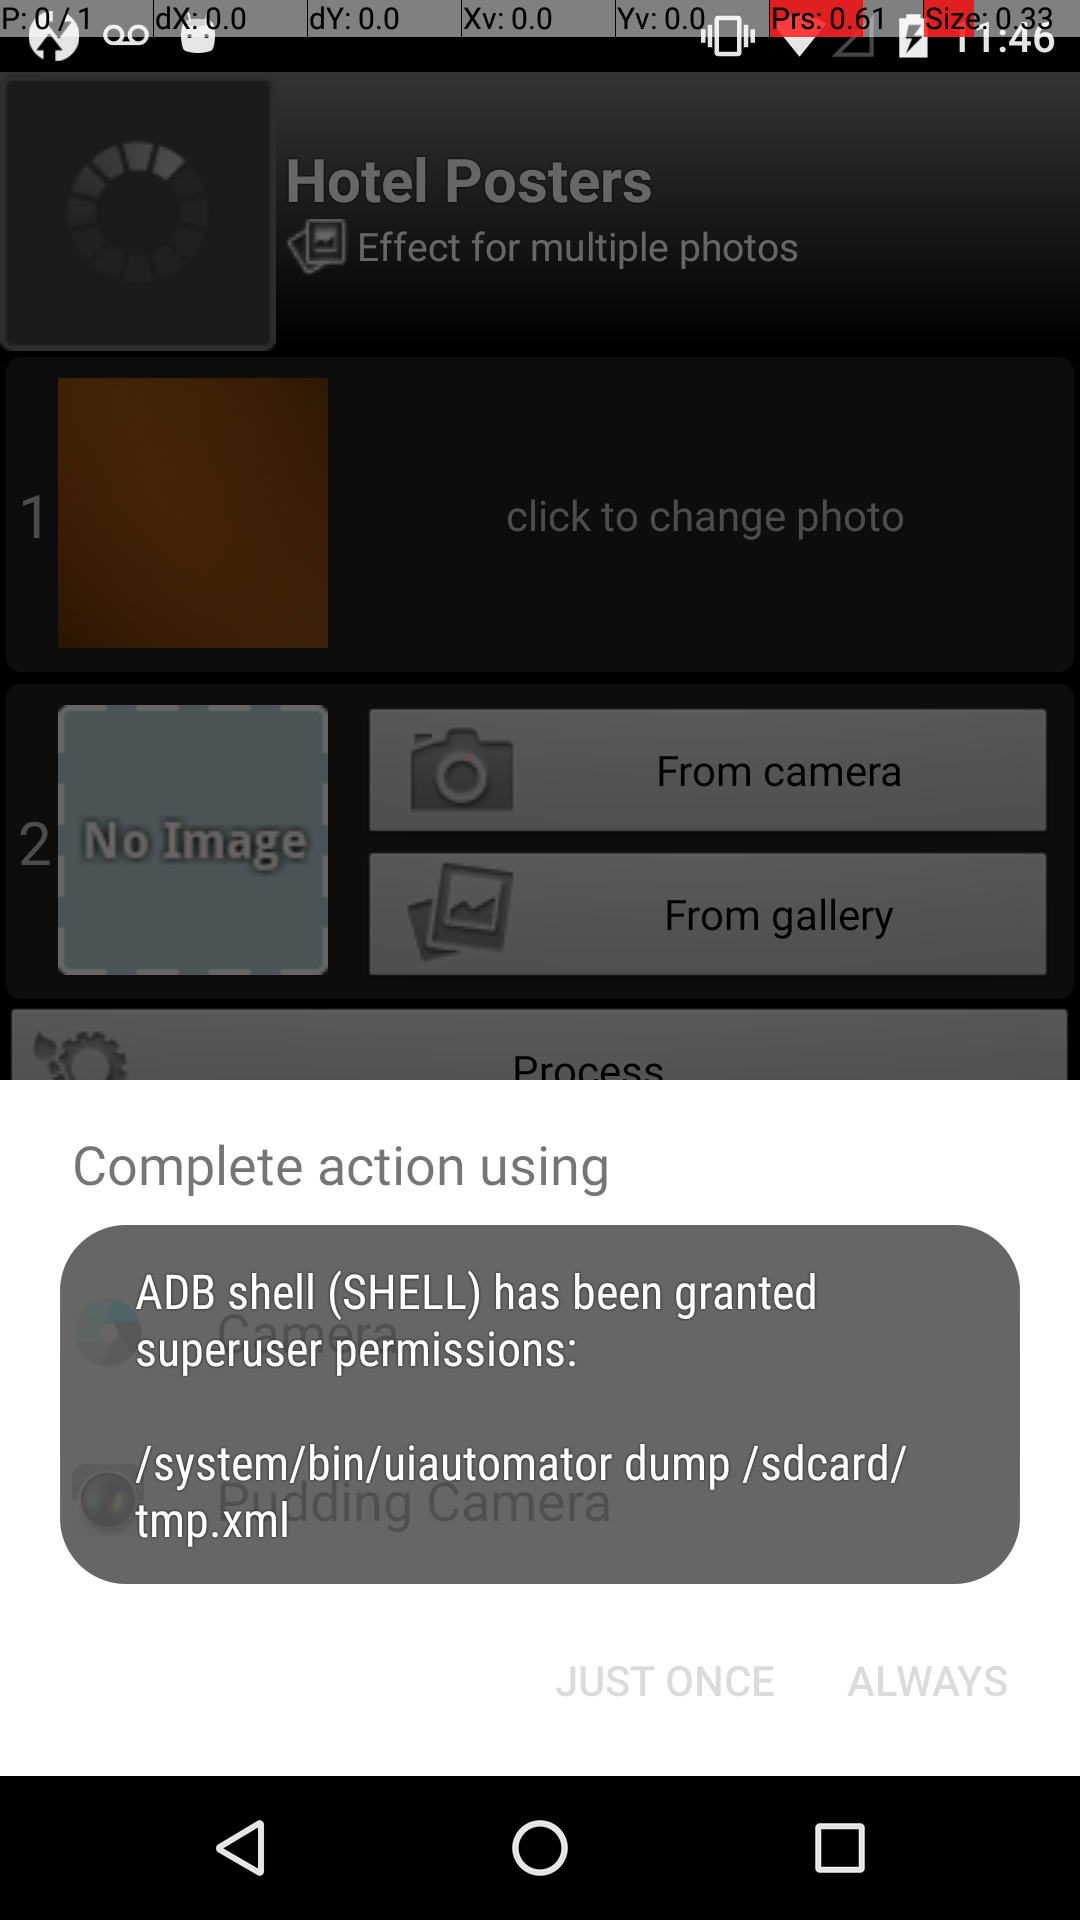 P: 0 / 1 dX: 0.0 dY: 0.0 Xv: 0.0 Yv: 0.0 Prs: 0.61 Size: 0.33
11:46
Hotel Posters
Effect for multiple photos
1
click to change photo
2
No Image
From camera
From gallery
Process
Complete action using
ADB shell (SHELL) has been granted
Camera
superuser permissions:
/system/bin/uiautomator dump /sdcard/
Pudding Camera
tmp.xml
JUST ONCE ALWAYS